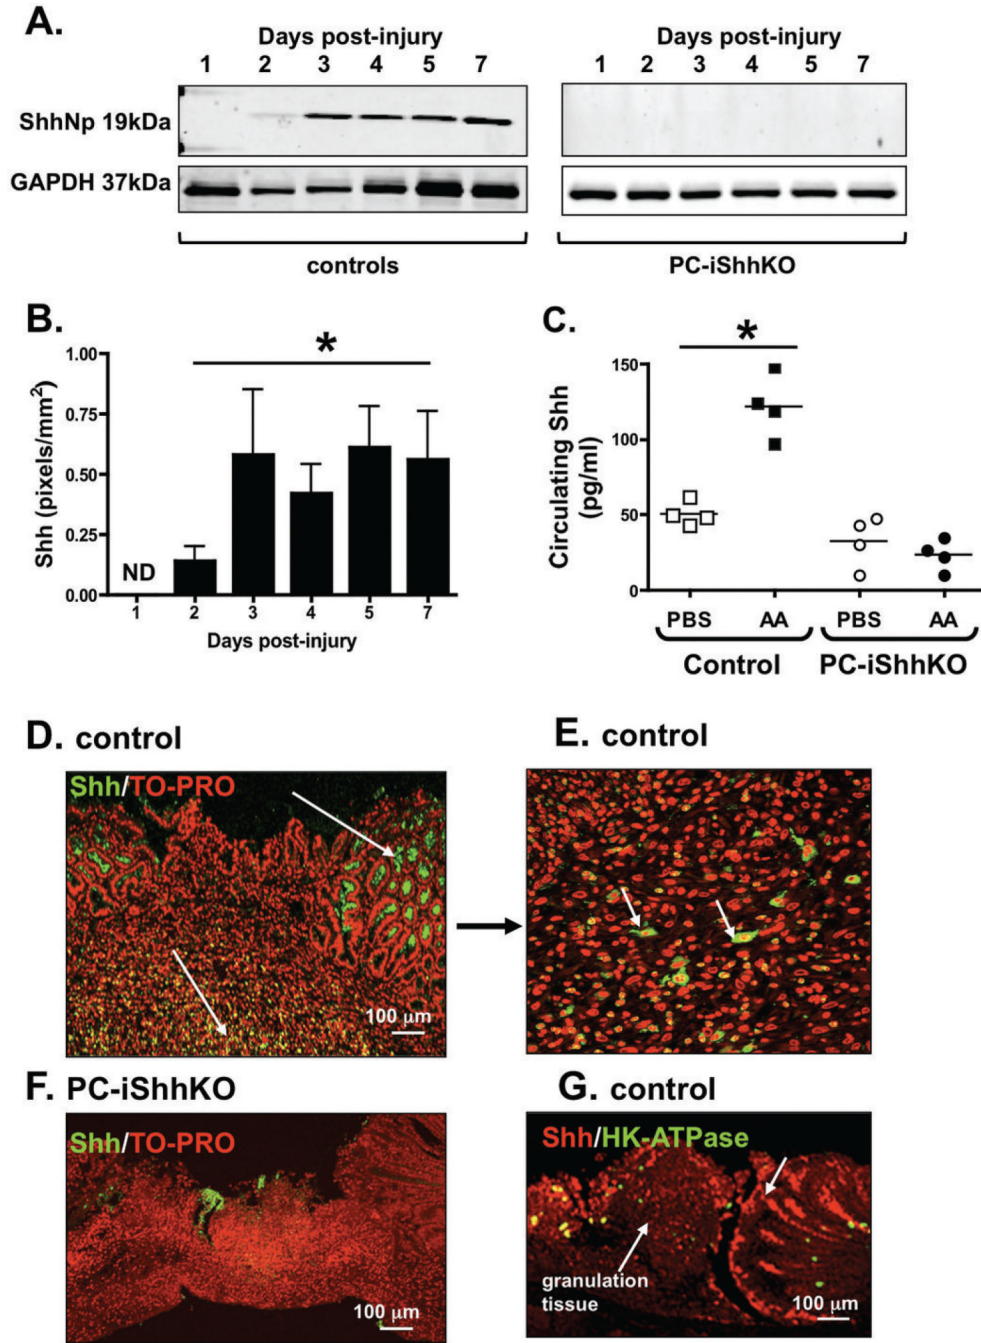 A.
Days post-injury
1 2 3 4 5 7
Days post-injury
1 2 3 4 5 7
ShhNp 19kDa
GAPDH 37kDa
controls
PC-iShhKO
B.
*
Shh (pixels/mm²)
1.00
0.75
0.50
0.25
0.00
ND
1 2 3 4 5 7
Days post-injury
C.
*
Circulating Shh
(pg/ml)
150
100
50
0
PBS AA PBS AA
Control PC-iShhKO
D. control
Shh/TO-PRO
100 μm
E. control
F. PC-iShhKO
Shh/TO-PRO
100 μm
G. control
Shh/HK-ATPase
granulation
tissue
100 μm